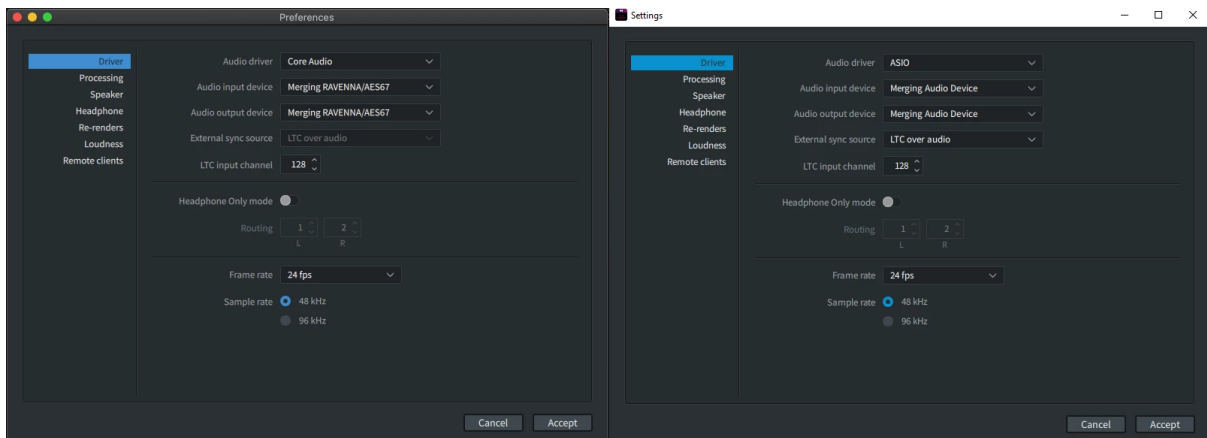 Preferences
Driver
Processing
Speaker
Headphone
Re-renders
Loudness
Remote clients
Audio driver Core Audio
Audio input device Merging RAVENNA/AES67
Audio output device Merging RAVENNA/AES67
External sync source LTC over audio
LTC input channel 128
Headphone Only mode
Routing 1 2
L R
Frame rate 24 fps
Sample rate 48 kHz
96 kHz
Cancel Accept
Settings
Driver
Processing
Speaker
Headphone
Re-renders
Loudness
Remote clients
Audio driver ASIO
Audio input device Merging Audio Device
Audio output device Merging Audio Device
External sync source LTC over audio
LTC input channel 128
Headphone Only mode
Routing 1 2
L R
Frame rate 24 fps
Sample rate 48 kHz
96 kHz
Cancel Accept